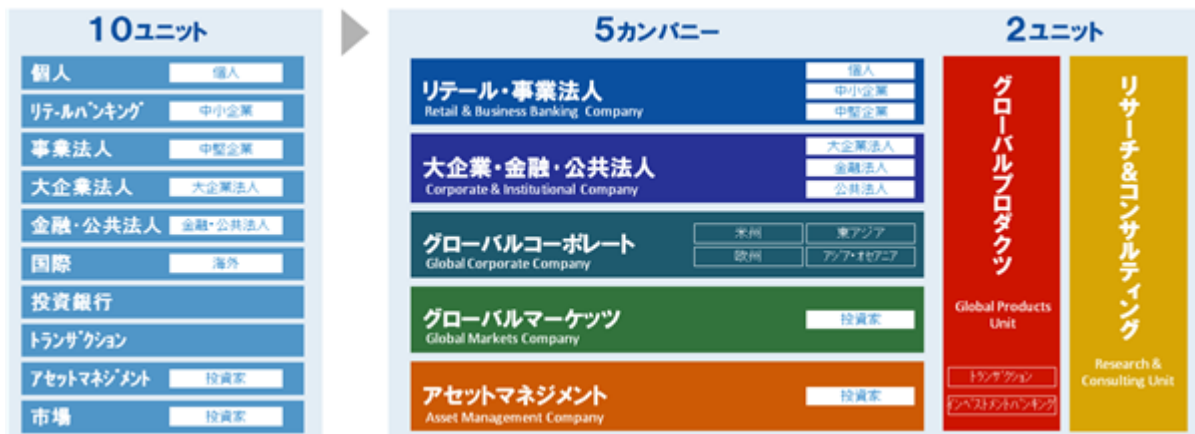 10ユニット
個人
個人
リテールバンキング
中小企業
事業法人
中堅企業
大企業法人
大企業法人
金融・公共法人
金融・公共法人
国際
海外
投資銀行
トランザクション
アセットマネジメント
投資家
市場
投資家
5カンパニー
リテール・事業法人
Retail & Business Banking Company
個人
中小企業
中堅企業
大企業・金融・公共法人
Corporate & Institutional Company
大企業法人
金融法人
公共法人
グローバルコーポレート
Global Corporate Company
米州
東アジア
欧州
アジア・オセアニア
グローバルマーケッツ
Global Markets Company
投資家
アセットマネジメント
Asset Management Company
投資家
2ユニット
グローバルプロダクツ
Global Products
Unit
トランザクション
インベストメントバンキング
リサーチ&コンサルティング
Research &
Consulting Unit